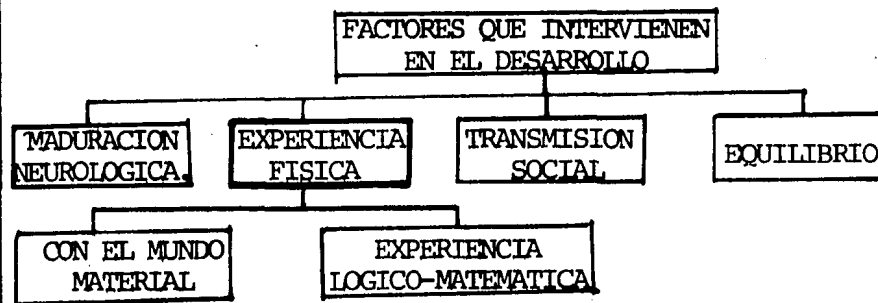 FACTORES QUE INTERVIENEN
EN EL DESARROLLO
MADURACION
NEUROLOGICA.
EXPERIENCIA
FISICA
TRANSMISION
SOCIAL
EQUILIBRIO
CON EL MUNDO
MATERIAL
EXPERIENCIA
LOGICO-MATEMATICA